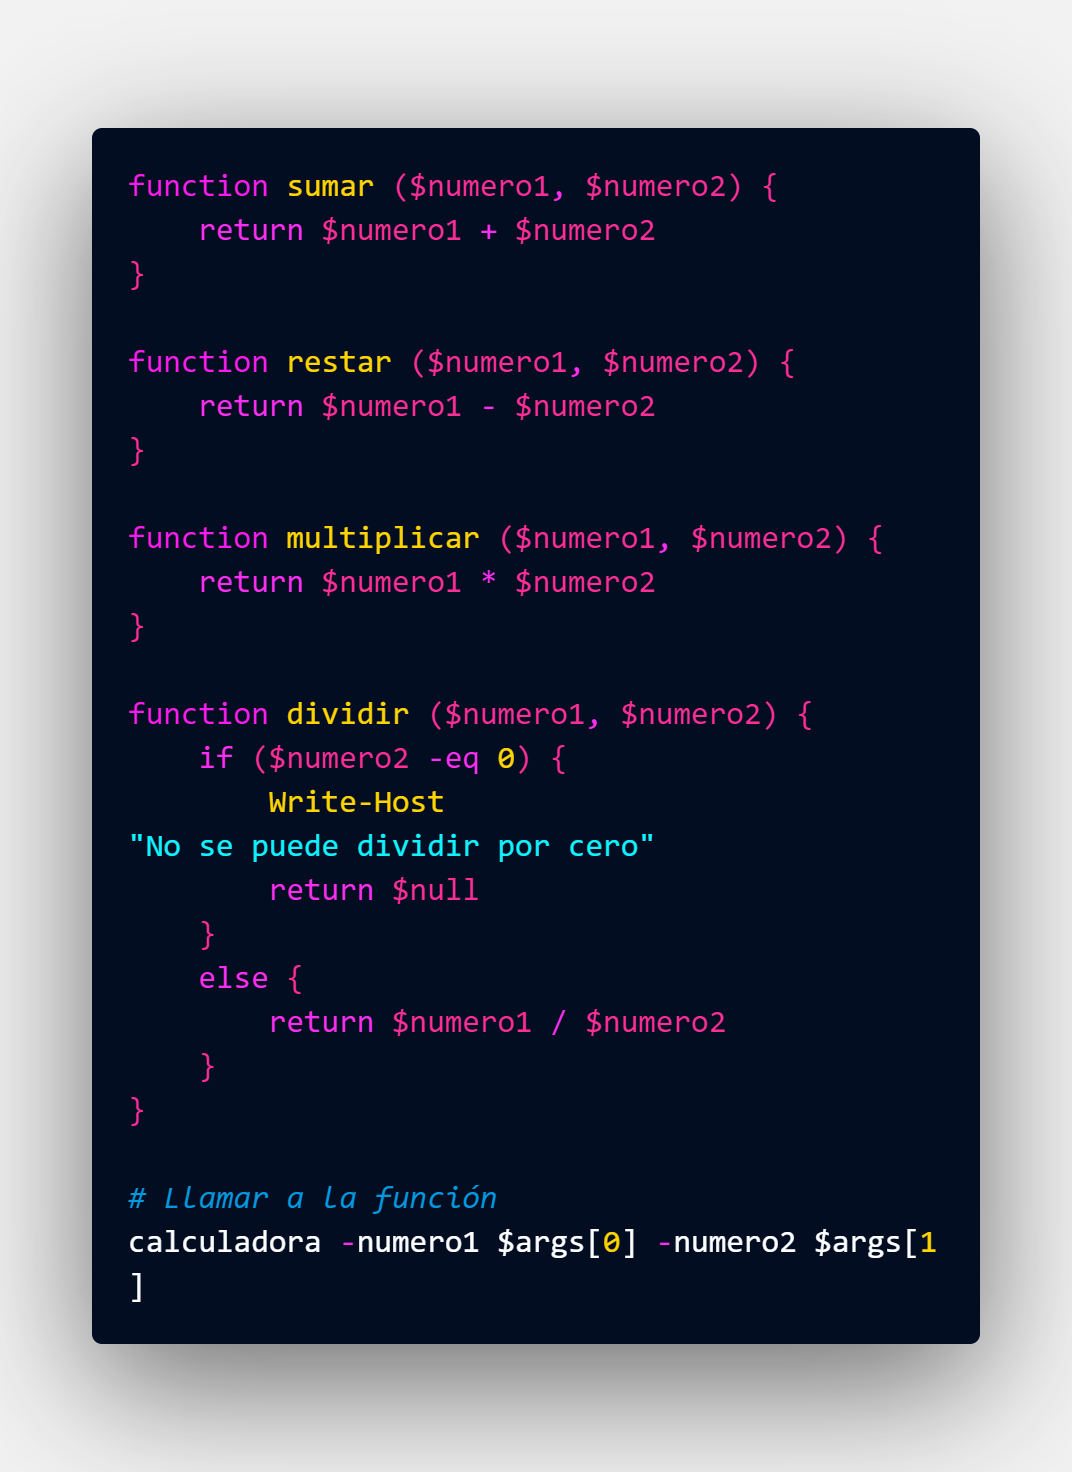 function sumar ($numero1, $numero2) {
    return $numero1 + $numero2
}

function restar ($numero1, $numero2) {
    return $numero1 - $numero2
}

function multiplicar ($numero1, $numero2) {
    return $numero1 * $numero2
}

function dividir ($numero1, $numero2) {
    if ($numero2 -eq 0) {
        Write-Host
"No se puede dividir por cero"
        return $null
    }
    else {
        return $numero1 / $numero2
    }
}

# Llamar a la función
calculadora -numero1 $args[0] -numero2 $args[1
]